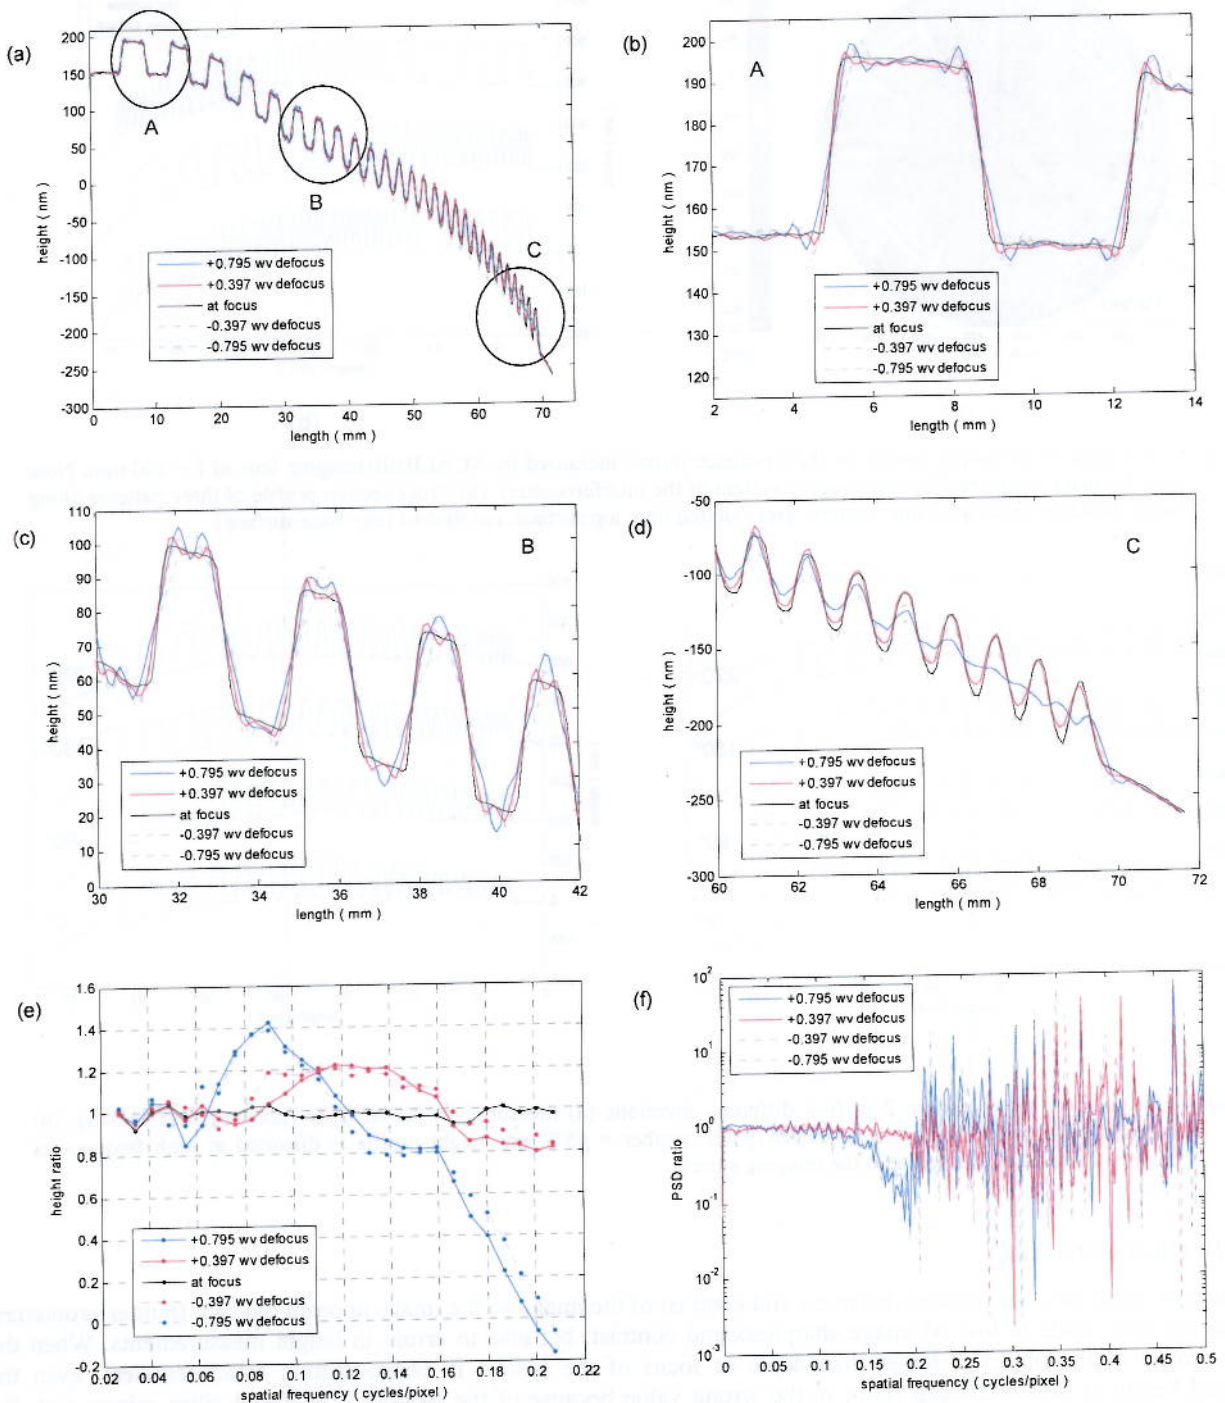 (a)
200
150
100
50
0
-50
-100
-150
-200
-250
-300
height ( nm )
A
B
C
+0.795 wv defocus
+0.397 wv defocus
at focus
-0.397 wv defocus
-0.795 wv defocus
0 10 20 30 40 50 60 70
length ( mm )
(b)
A
205
200
195
190
185
180
175
170
165
160
155
150
145
140
135
130
125
120
115
height ( nm )
+0.795 wv defocus
+0.397 wv defocus
at focus
-0.397 wv defocus
-0.795 wv defocus
2 4 6 8 10 12 14
length ( mm )
(c)
B
110
100
90
80
70
60
50
40
30
20
10
0
height ( nm )
+0.795 wv defocus
+0.397 wv defocus
at focus
-0.397 wv defocus
-0.795 wv defocus
30 32 34 36 38 40 42
length ( mm )
(d)
C
-50
-100
-150
-200
-250
-300
height ( nm )
+0.795 wv defocus
+0.397 wv defocus
at focus
-0.397 wv defocus
-0.795 wv defocus
60 62 64 66 68 70 72
length ( mm )
(e)
1.6
1.4
1.2
1
0.8
0.6
0.4
0.2
0
-0.2
height ratio
+0.795 wv defocus
+0.397 wv defocus
at focus
-0.397 wv defocus
-0.795 wv defocus
0.02 0.04 0.06 0.08 0.10 0.12 0.14 0.16 0.18 0.20 0.22
spatial frequency ( cycles/pixel )
(f)
10²
10¹
10⁰
10⁻¹
10⁻²
10⁻³
PSD ratio
+0.795 wv defocus
+0.397 wv defocus
-0.397 wv defocus
-0.795 wv defocus
0 0.05 0.1 0.15 0.2 0.25 0.3 0.35 0.4 0.45 0.5
spatial frequency ( cycles/pixel )